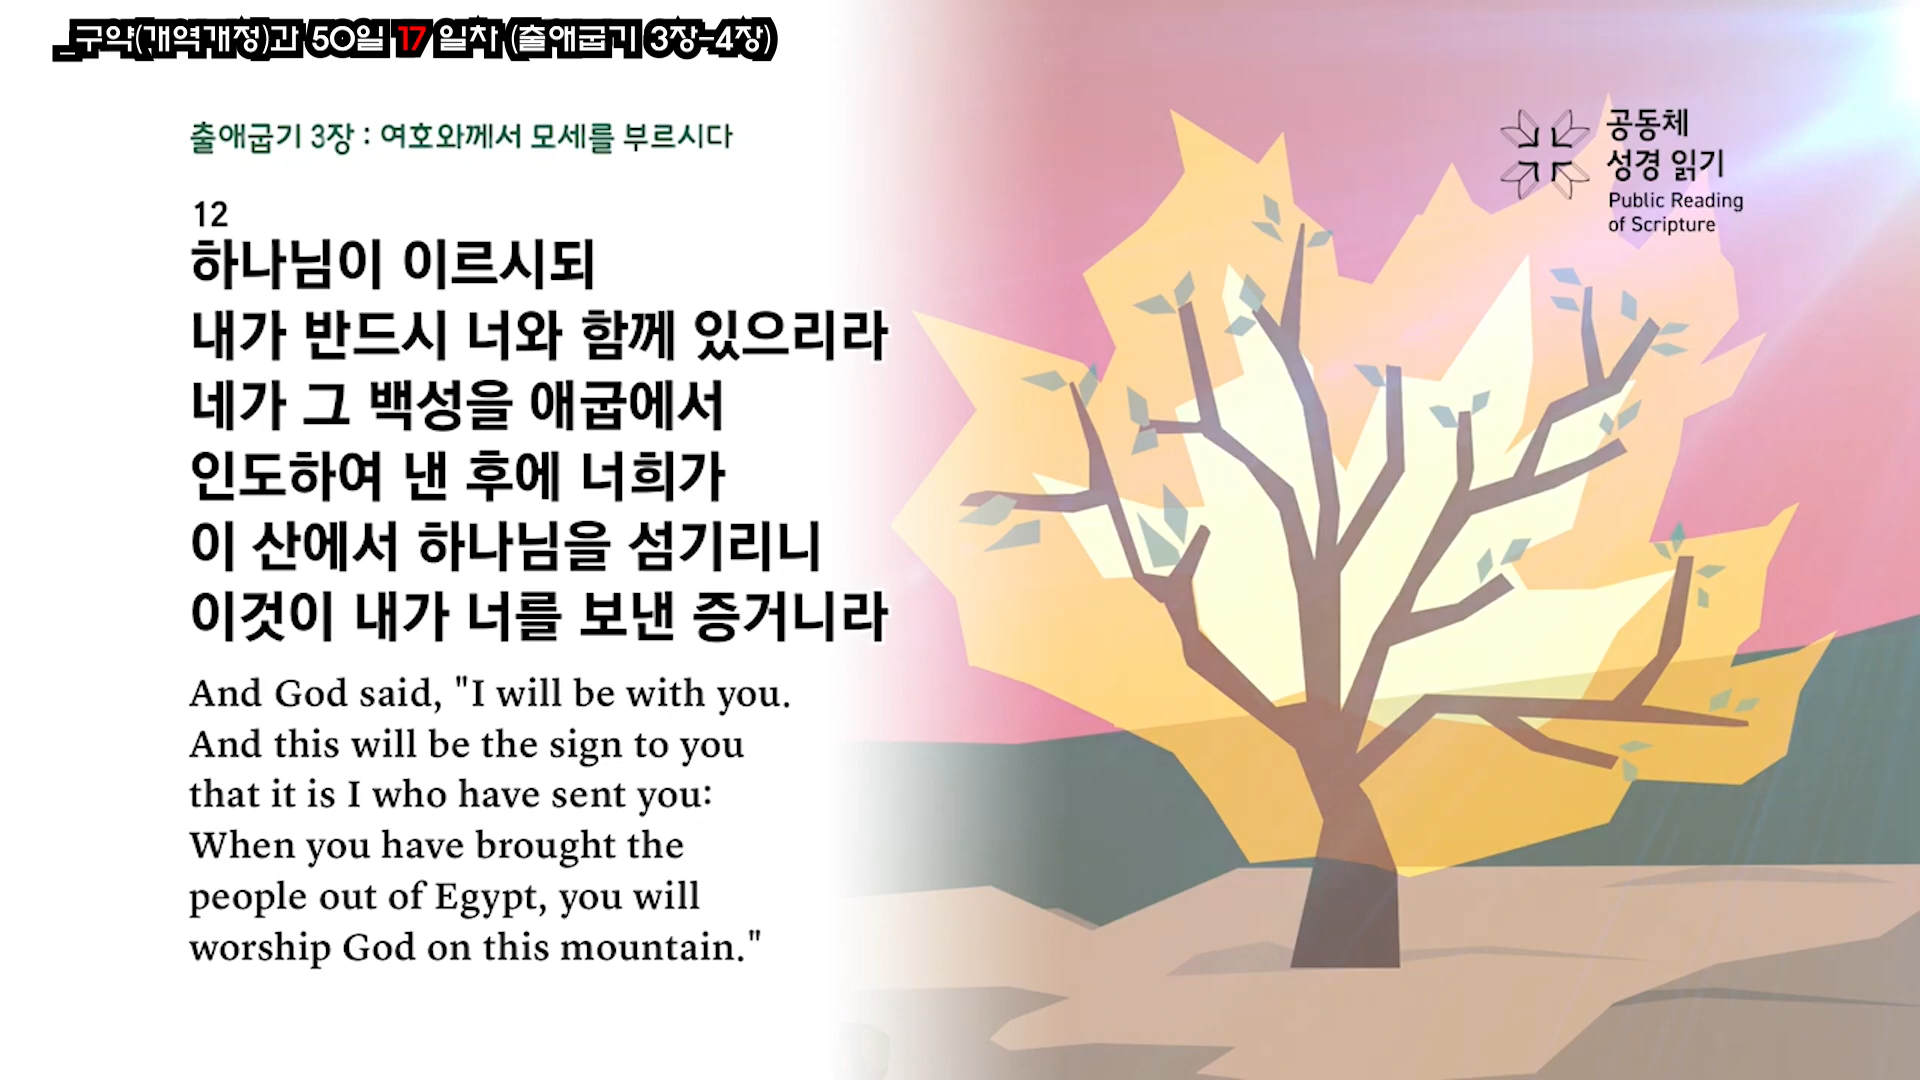 _구약(개역개정)과 50일 17 일차 (출애굽기 3장-4장)
출애굽기 3장 : 여호와께서 모세를 부르시다
공동체
성경 읽기
Public Reading
of Scripture
12
하나님이 이르시되
내가 반드시 너와 함께 있으리라
네가 그 백성을 애굽에서
인도하여 낸 후에 너희가
이 산에서 하나님을 섬기리니
이것이 내가 너를 보낸 증거니라
And God said, "I will be with you.
And this will be the sign to you
that it is I who have sent you:
When you have brought the
people out of Egypt, you will
worship God on this mountain."